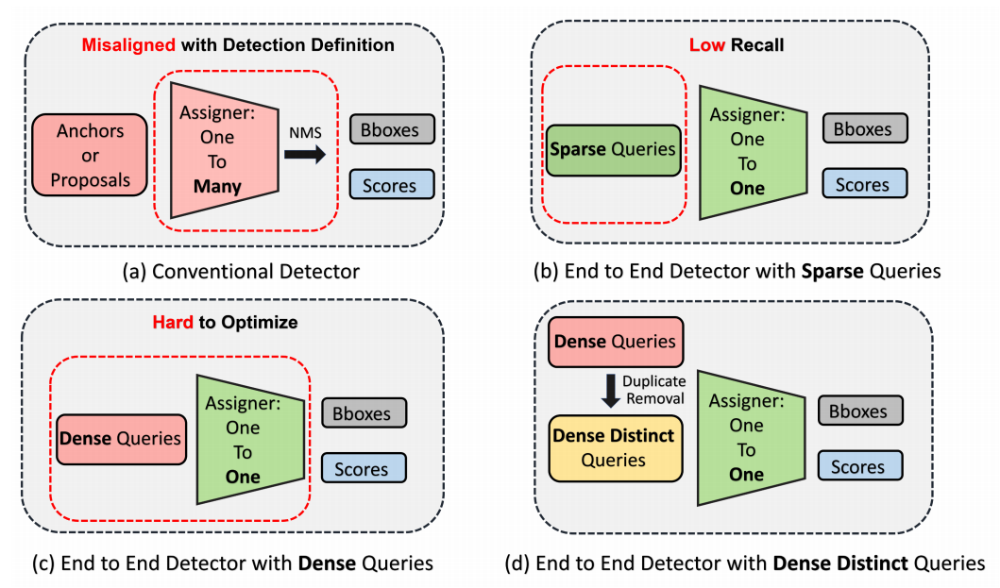 Misaligned with Detection Definition
Anchors
or
Proposals
Assigner:
One
To
Many
NMS
Bboxes
Scores
(a) Conventional Detector
Low Recall
Sparse Queries
Assigner:
One
To
One
Bboxes
Scores
(b) End to End Detector with Sparse Queries
Hard to Optimize
Dense Queries
Assigner:
One
To
One
Bboxes
Scores
(c) End to End Detector with Dense Queries
Dense Queries
Duplicate
Removal
Dense Distinct
Queries
Assigner:
One
To
One
Bboxes
Scores
(d) End to End Detector with Dense Distinct Queries